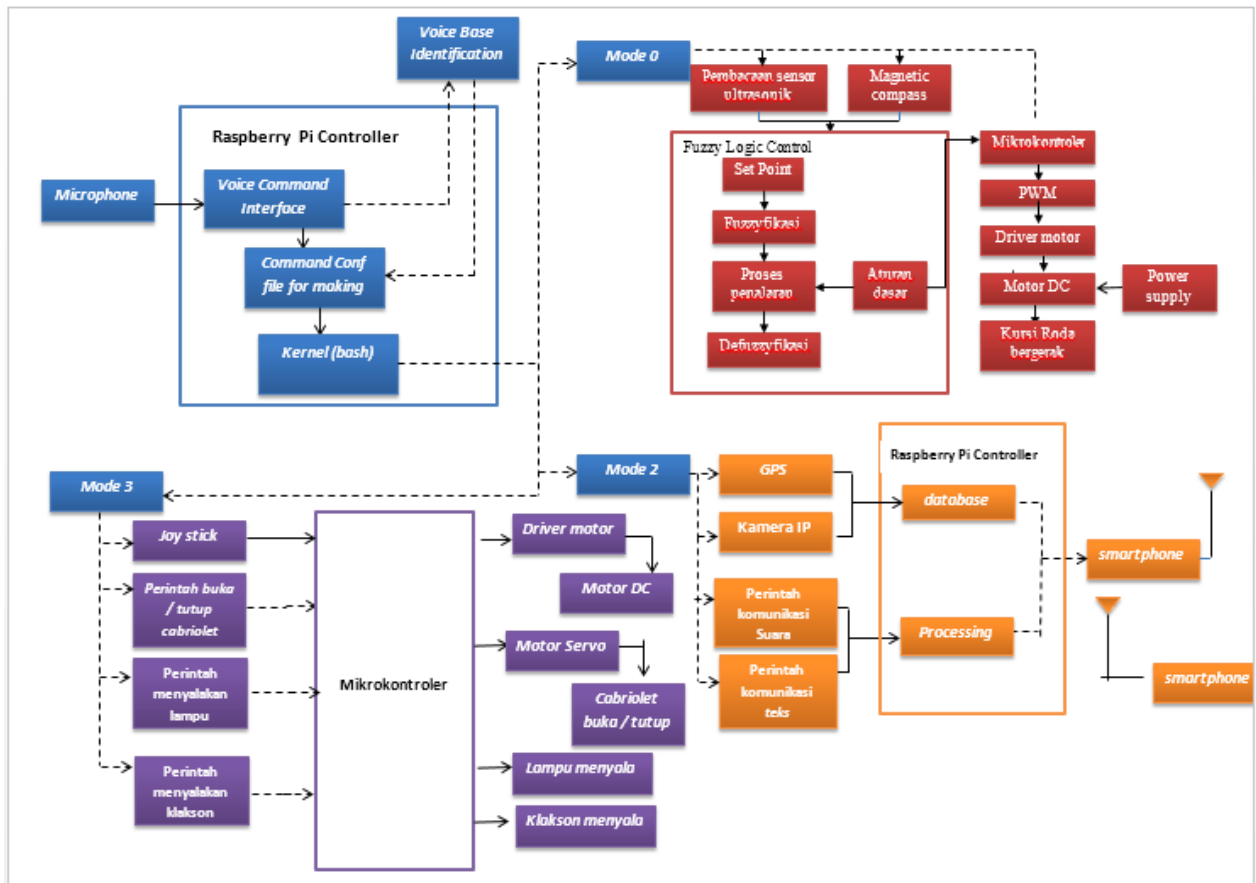 Voice Base
Identification
Raspberry Pi Controller
Microphone
Voice Command
Interface
Command Conf
file for making
Kernel (bash)
Mode 0
Pembacaan sensor
ultrasonik
Magnetic
compass
Fuzzy Logic Control
Set Point
Fuzzyfikasi
Proses
penalaran
Aturan
dasar
Defuzzyfikasi
Mikrokontroler
PWM
Driver motor
Motor DC
Power
supply
Kursi Roda
bergerak
Mode 3
Joy stick
Perintah buka
/ tutup
cabriolet
Perintah
menyalakan
lampu
Perintah
menyalakan
klakson
Mikrokontroler
Driver motor
Motor DC
Motor Servo
Cabriolet
buka / tutup
Lampu menyala
Klakson menyala
Mode 2
GPS
Kamera IP
Perintah
komunikasi
Suara
Perintah
komunikasi
teks
Raspberry Pi Controller
database
Processing
smartphone
smartphone